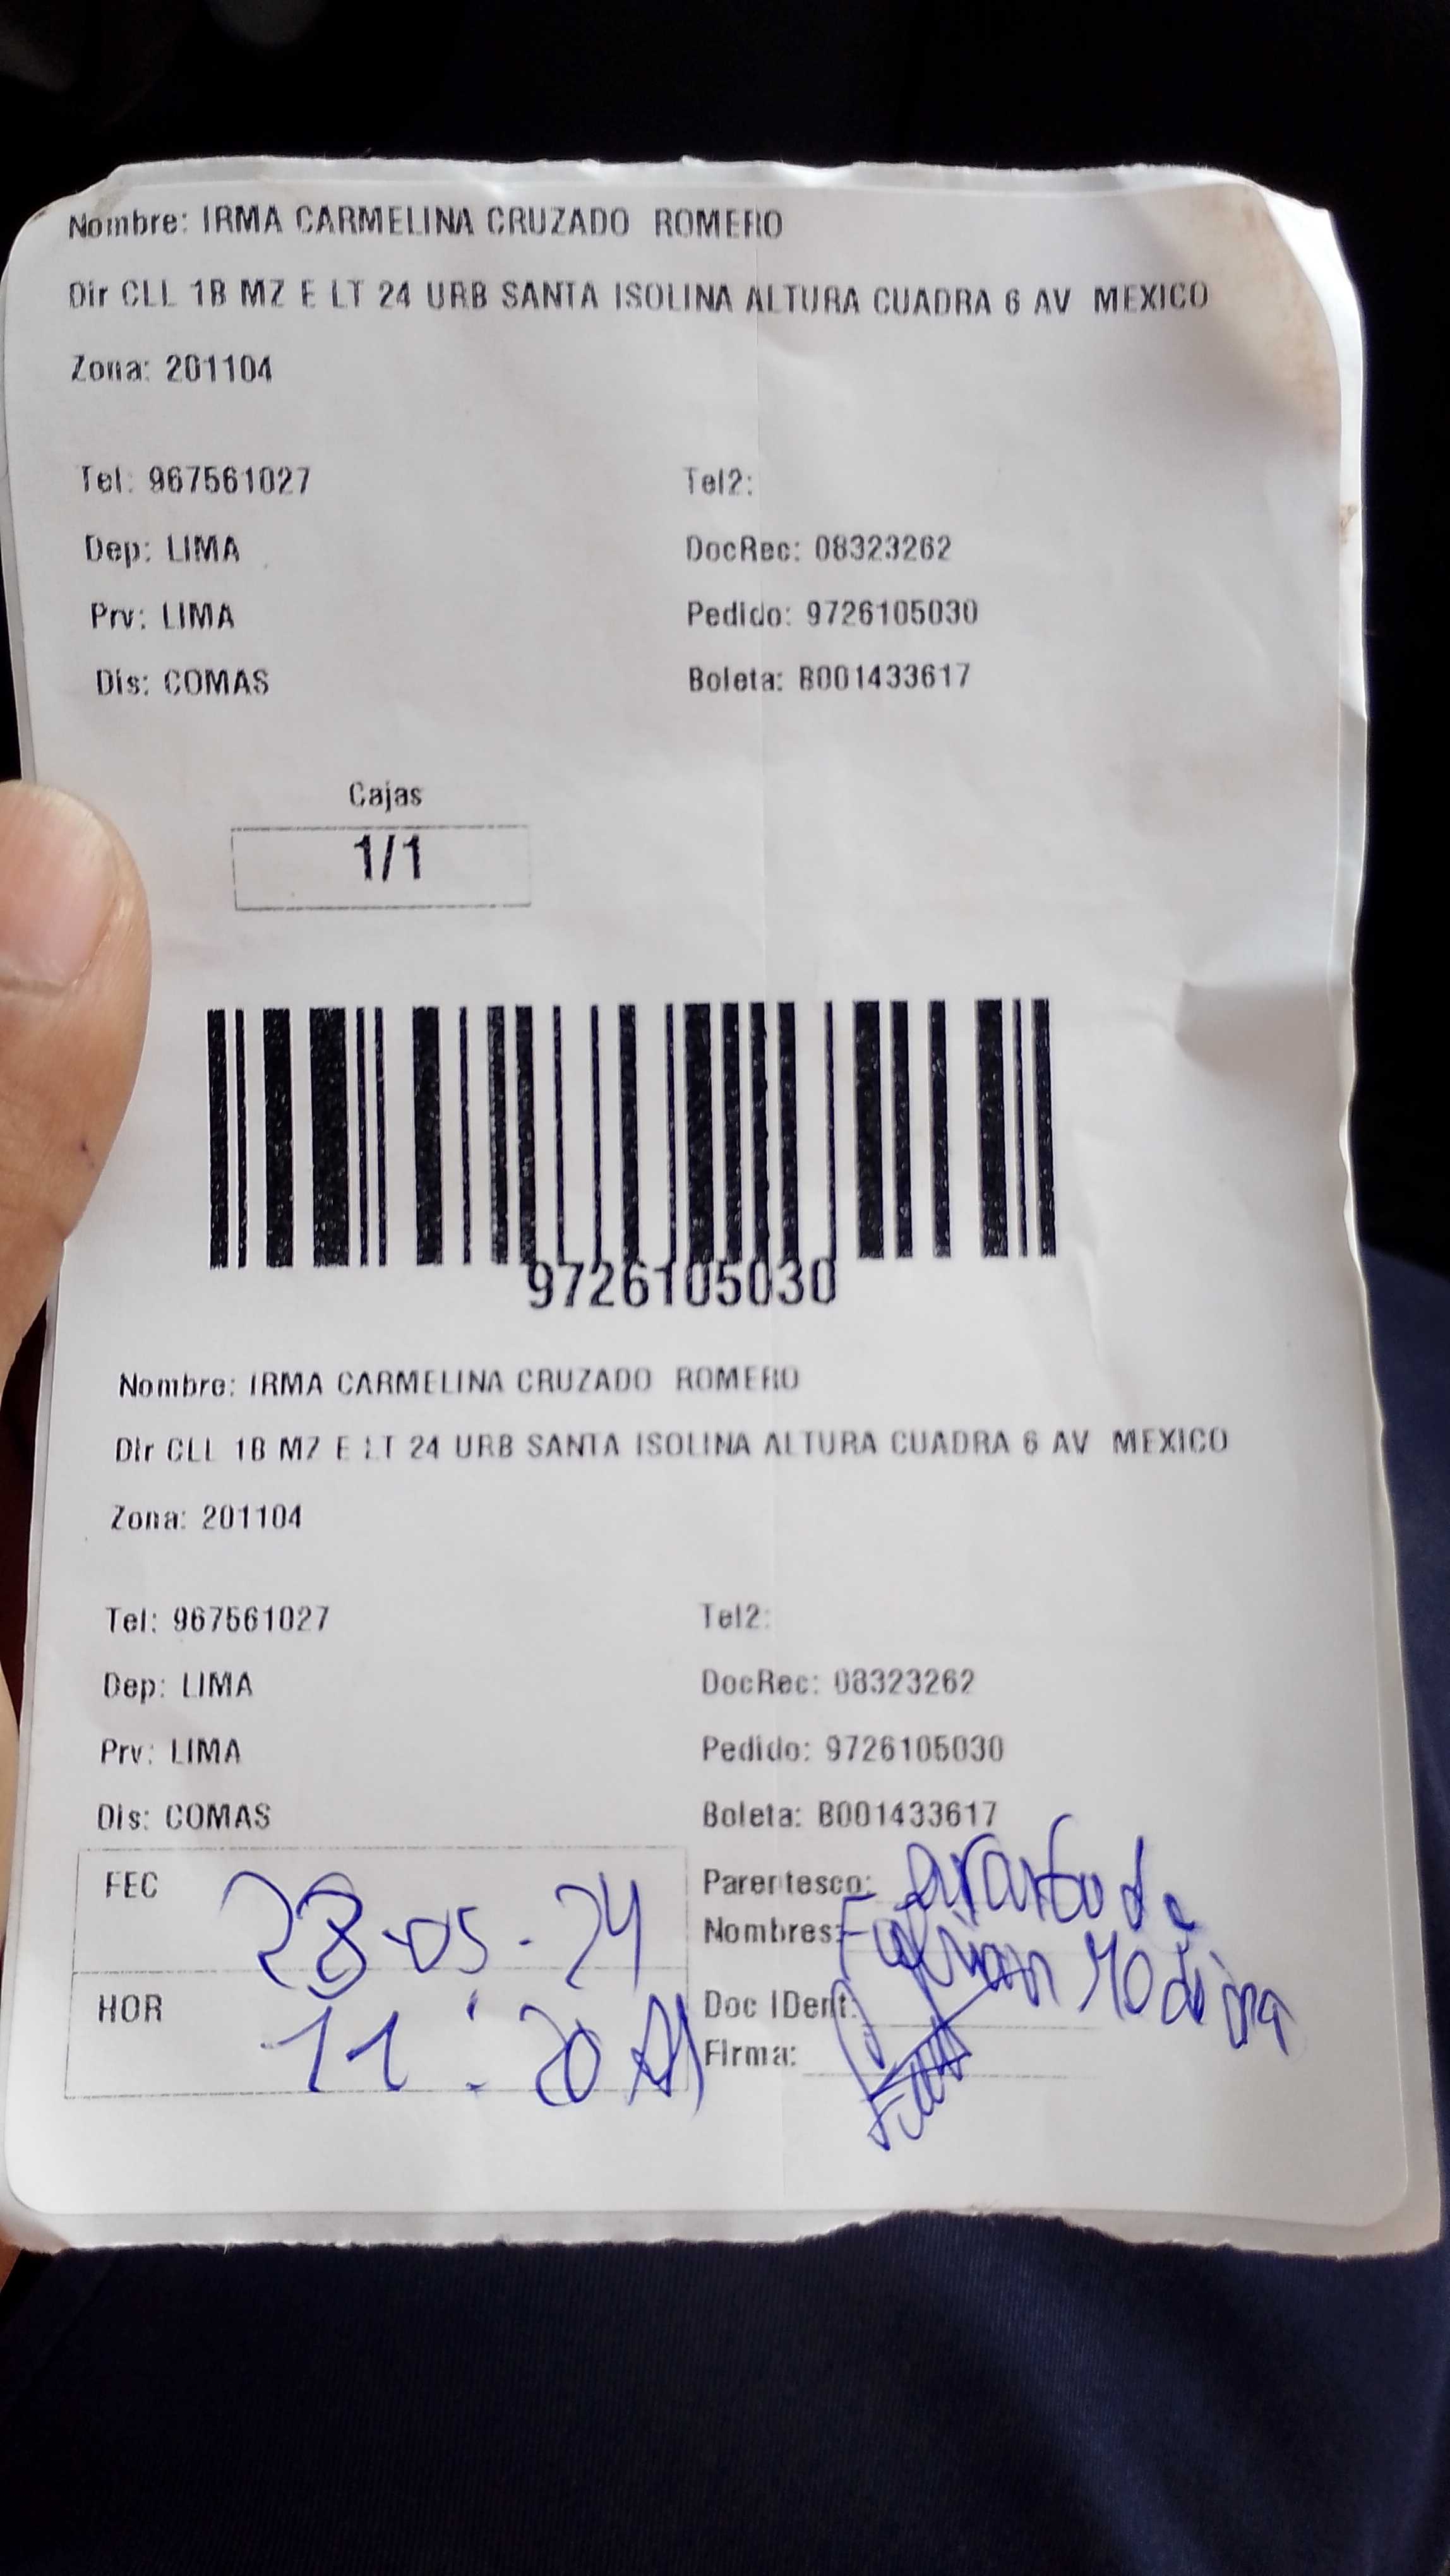 Nombre: IRMA CARMELINA CRUZADO ROMERO
Dir CLL 1B MZ E LT 24 URB SANTA ISOLINA ALTURA CUADRA 6 AV MEXICO
Zona: 201104
Tel: 967561027 Tel2:
Dep: LIMA DocRec: 08323262
Prv: LIMA Pedido: 9726105030
Dis: COMAS Boleta: B001433617
Cajas
1/1
9726105030
Nombre: IRMA CARMELINA CRUZADO ROMERO
Dir CLL 1B MZ E LT 24 URB SANTA ISOLINA ALTURA CUADRA 6 AV MEXICO
Zona: 201104
Tel: 967561027 Tel2:
Dep: LIMA DocRec: 08323262
Prv: LIMA Pedido: 9726105030
Dis: COMAS Boleta: B001433617
FEC 28-05-24 Parentesco:
Nombres: Fabian Medina
HOR 11:20 Doc IDent:
Firma: